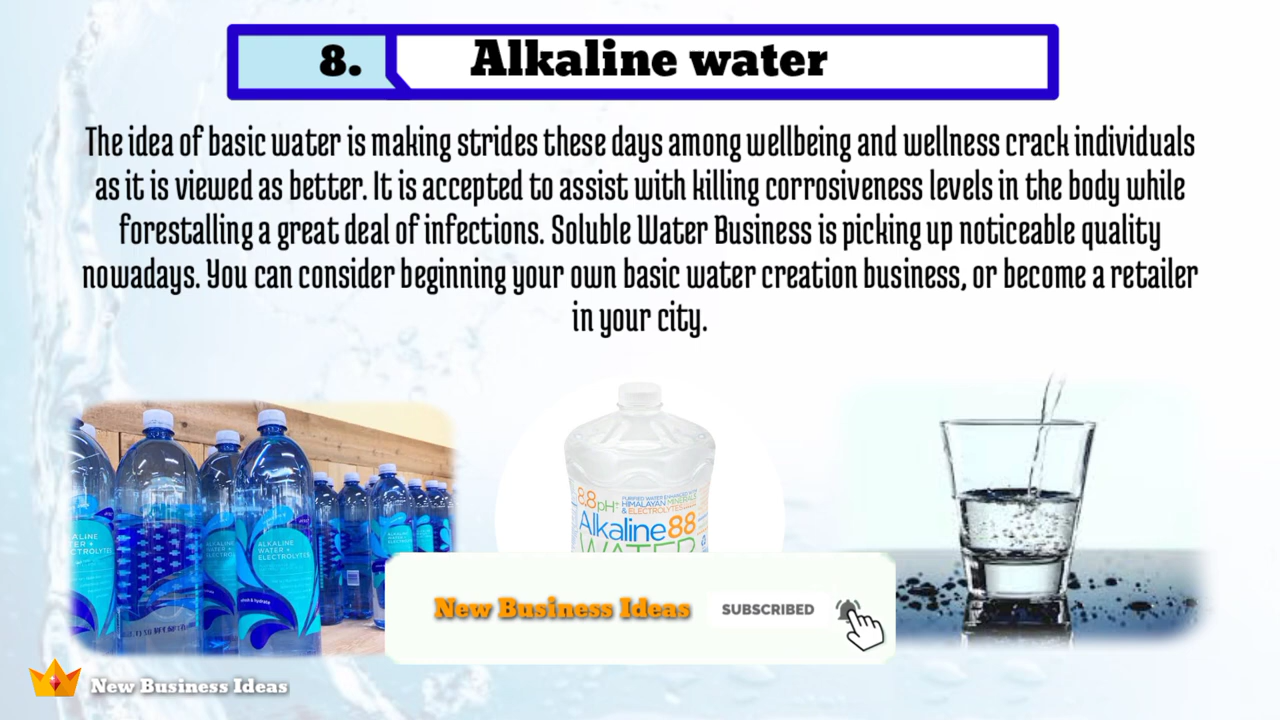 8. Alkaline water
The idea of basic water is making strides these days among wellbeing and wellness crack individuals
as it is viewed as better. It is accepted to assist with killing corrosiveness levels in the body while
forestalling a great deal of infections. Soluble Water Business is picking up noticeable quality
nowadays. You can consider beginning your own basic water creation business, or become a retailer
in your city.
8.8pH+
PURIFIED WATER ENHANCED WITH
HIMALAYAN MINERALS
& ELECTROLYTES
Alkaline88
WATER
ALKALINE
WATER +
ELECTROLYTES
New Business Ideas
SUBSCRIBED
New Business Ideas